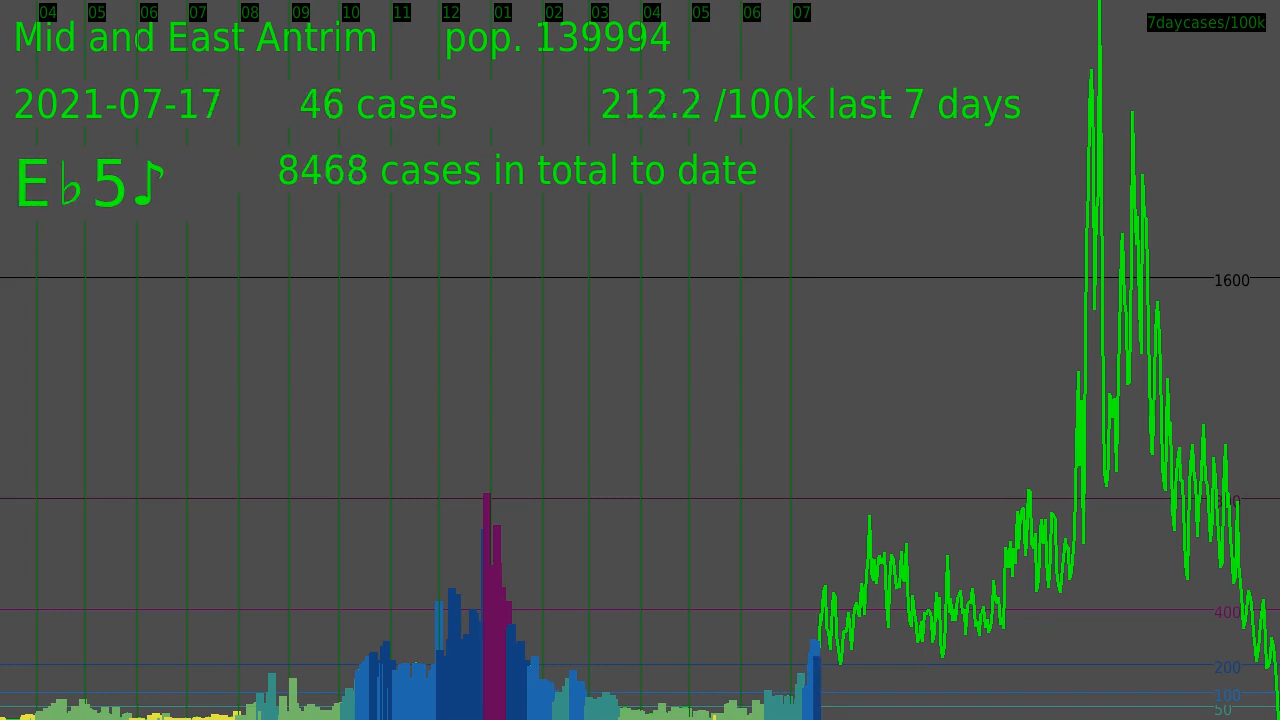 04 05 06 07 08 09 10 11 12 01 02 03 04 05 06 07
7daycases/100k
Mid and East Antrim pop. 139994
2021-07-17 46 cases 212.2 /100k last 7 days
E♭5♪ 8468 cases in total to date
1600
800
400
200
100
50